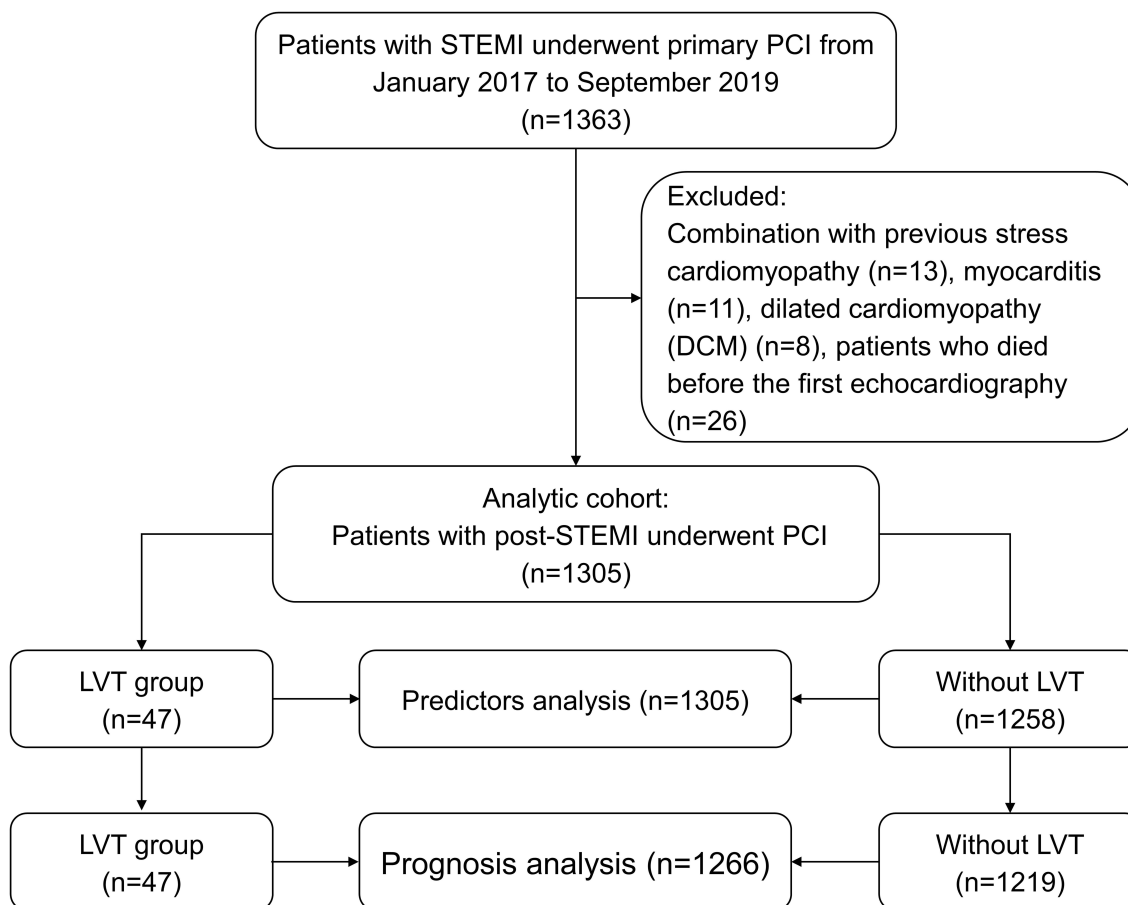 Patients with STEMI underwent primary PCI from
January 2017 to September 2019
(n=1363)
Excluded:
Combination with previous stress
cardiomyopathy (n=13), myocarditis
(n=11), dilated cardiomyopathy
(DCM) (n=8), patients who died
before the first echocardiography
(n=26)
Analytic cohort:
Patients with post-STEMI underwent PCI
(n=1305)
LVT group
(n=47)
Predictors analysis (n=1305)
Without LVT
(n=1258)
LVT group
(n=47)
Prognosis analysis (n=1266)
Without LVT
(n=1219)